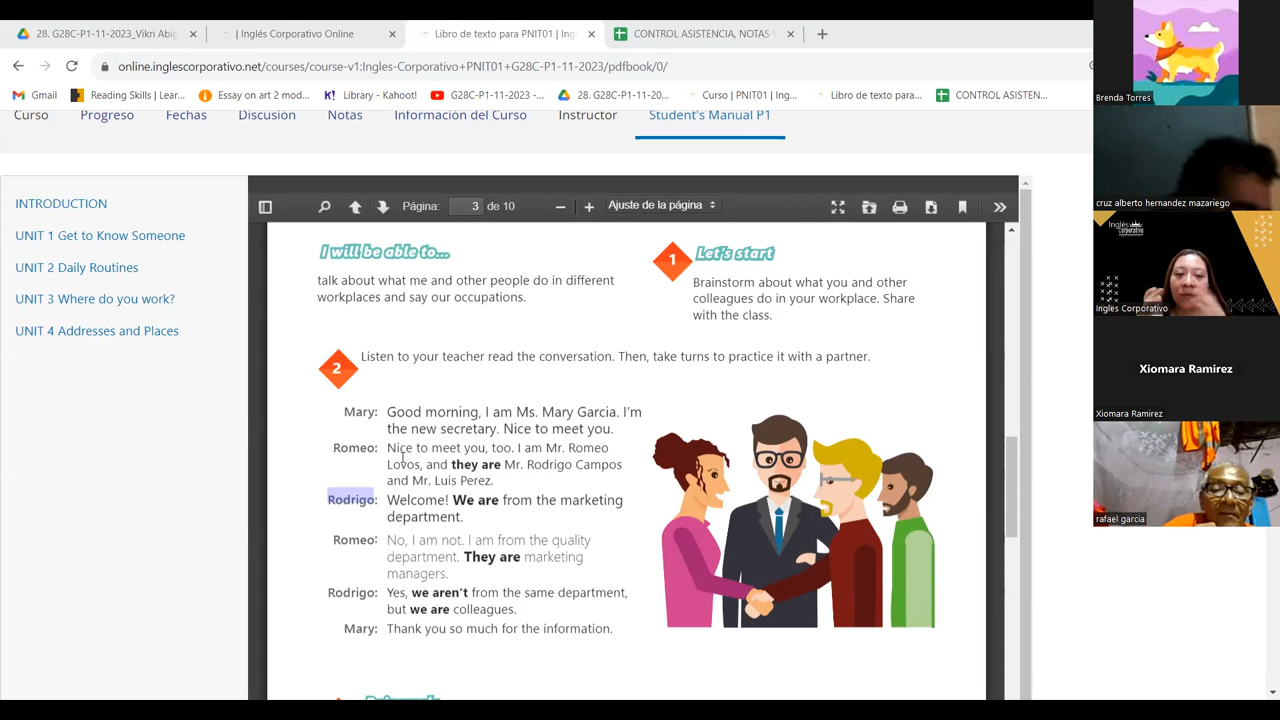 28. G28C-P1-11-2023_Vikri Abig
| Inglés Corporativo Online
Libro de texto para PNIT01 | Ing
CONTROL ASISTENCIA, NOTAS
online.inglescorporativo.net/courses/course-v1:Ingles-Corporativo+PNIT01+G28C-P1-11-2023/pdfbook/0/
Gmail
Reading Skills | Lear...
Essay on art 2 mod...
Library - Kahoot!
G28C-P1-11-2023 -...
28. G28C-P1-11-20...
Curso | PNIT01 | Ing...
Libro de texto para...
CONTROL ASISTEN...
Curso
Progreso
Fechas
Discusión
Notas
Información del Curso
Instructor
Student's Manual P1
INTRODUCTION
UNIT 1 Get to Know Someone
UNIT 2 Daily Routines
UNIT 3 Where do you work?
UNIT 4 Addresses and Places
Página: 3 de 10
Ajuste de la página
I will be able to...
talk about what me and other people do in different
workplaces and say our occupations.
1 Let's start
Brainstorm about what you and other
colleagues do in your workplace. Share
with the class.
2 Listen to your teacher read the conversation. Then, take turns to practice it with a partner.
Mary: Good morning, I am Ms. Mary Garcia. I'm
the new secretary. Nice to meet you.
Romeo: Nice to meet you, too. I am Mr. Romeo
Lovos, and they are Mr. Rodrigo Campos
and Mr. Luis Perez.
Rodrigo: Welcome! We are from the marketing
department.
Romeo: No, I am not. I am from the quality
department. They are marketing
managers.
Rodrigo: Yes, we aren't from the same department,
but we are colleagues.
Mary: Thank you so much for the information.
Brenda Torres
cruz alberto hernandez mazariego
Inglés
Corporativo
Ingles Corporativo
Xiomara Ramirez
Xiomara Ramirez
rafael garcia